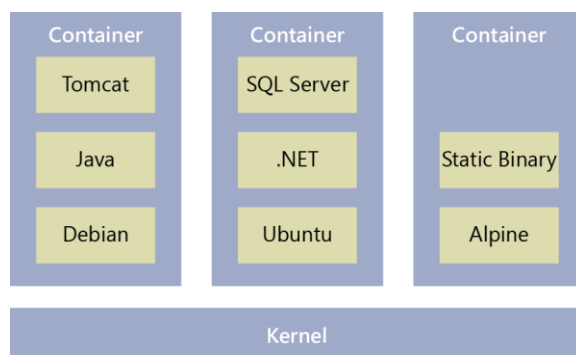 Container
Tomcat
Java
Debian
Container
SQL Server
.NET
Ubuntu
Container
Static Binary
Alpine
Kernel